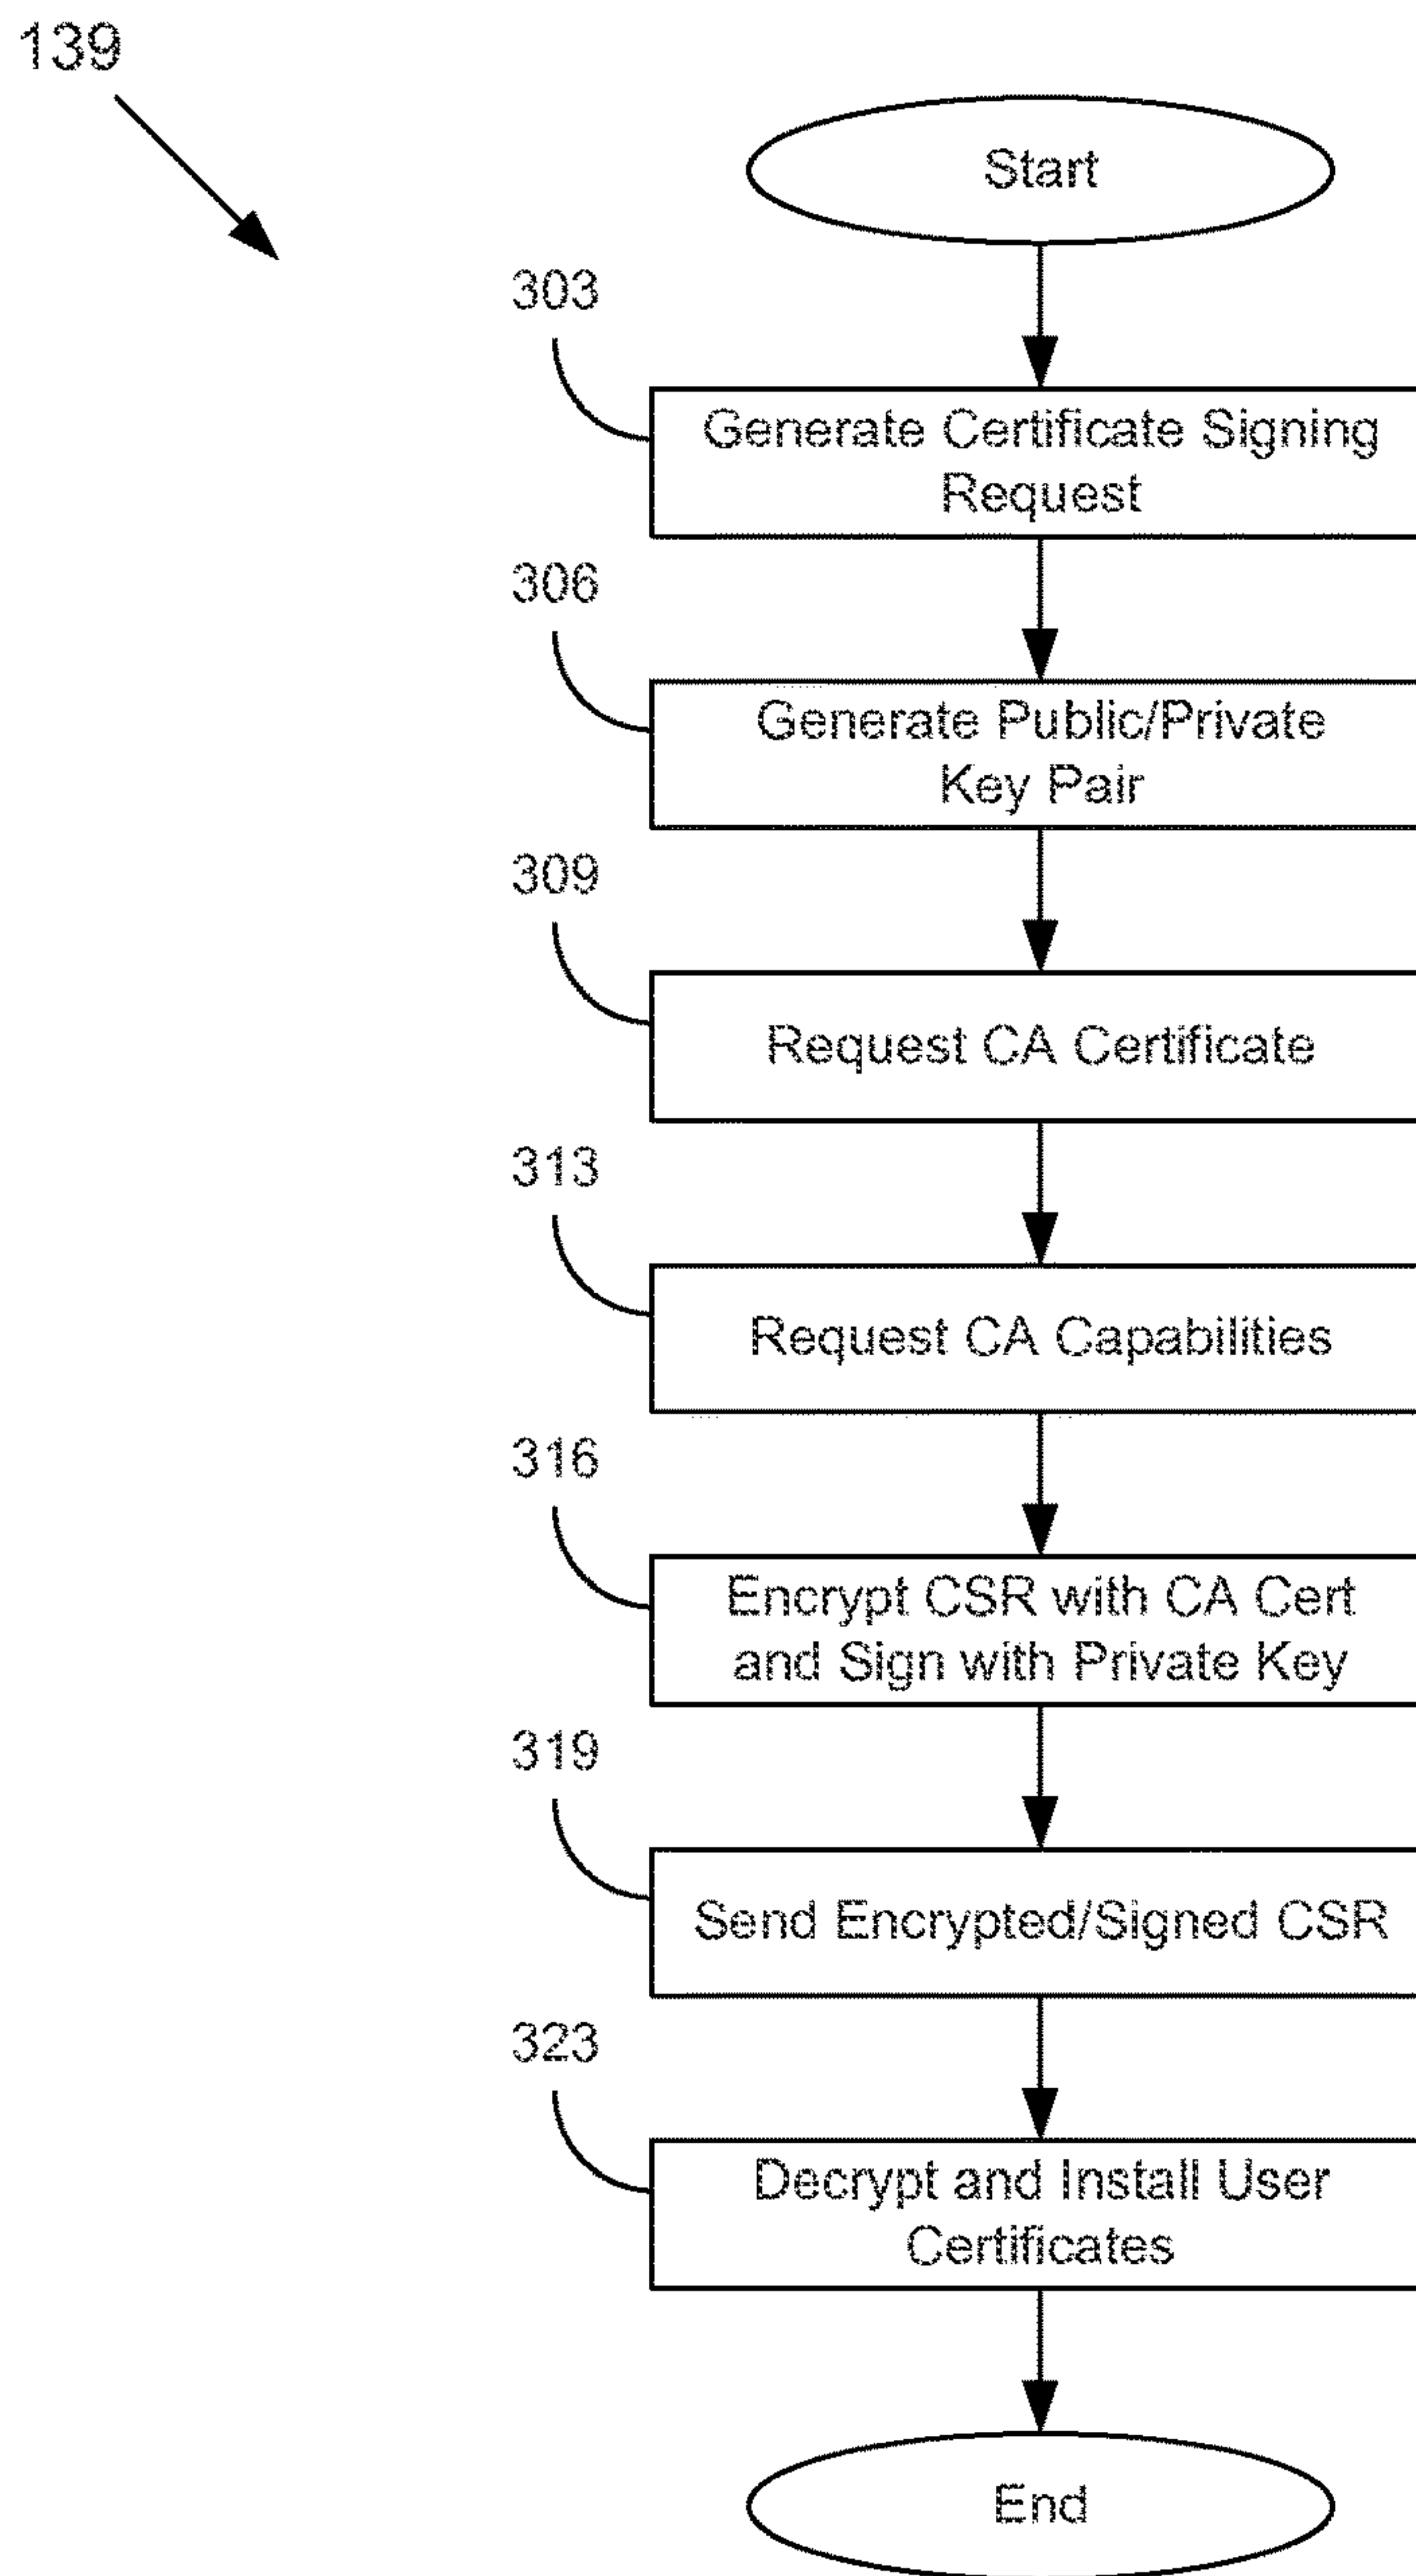 139
Start
303
Generate Certificate Signing
Request
306
Generate Public/Private
Key Pair
309
Request CA Certificate
313
Request CA Capabilities
316
Encrypt CSR with CA Cert
and Sign with Private Key
319
Send Encrypted/Signed CSR
323
Decrypt and Install User
Certificates
End